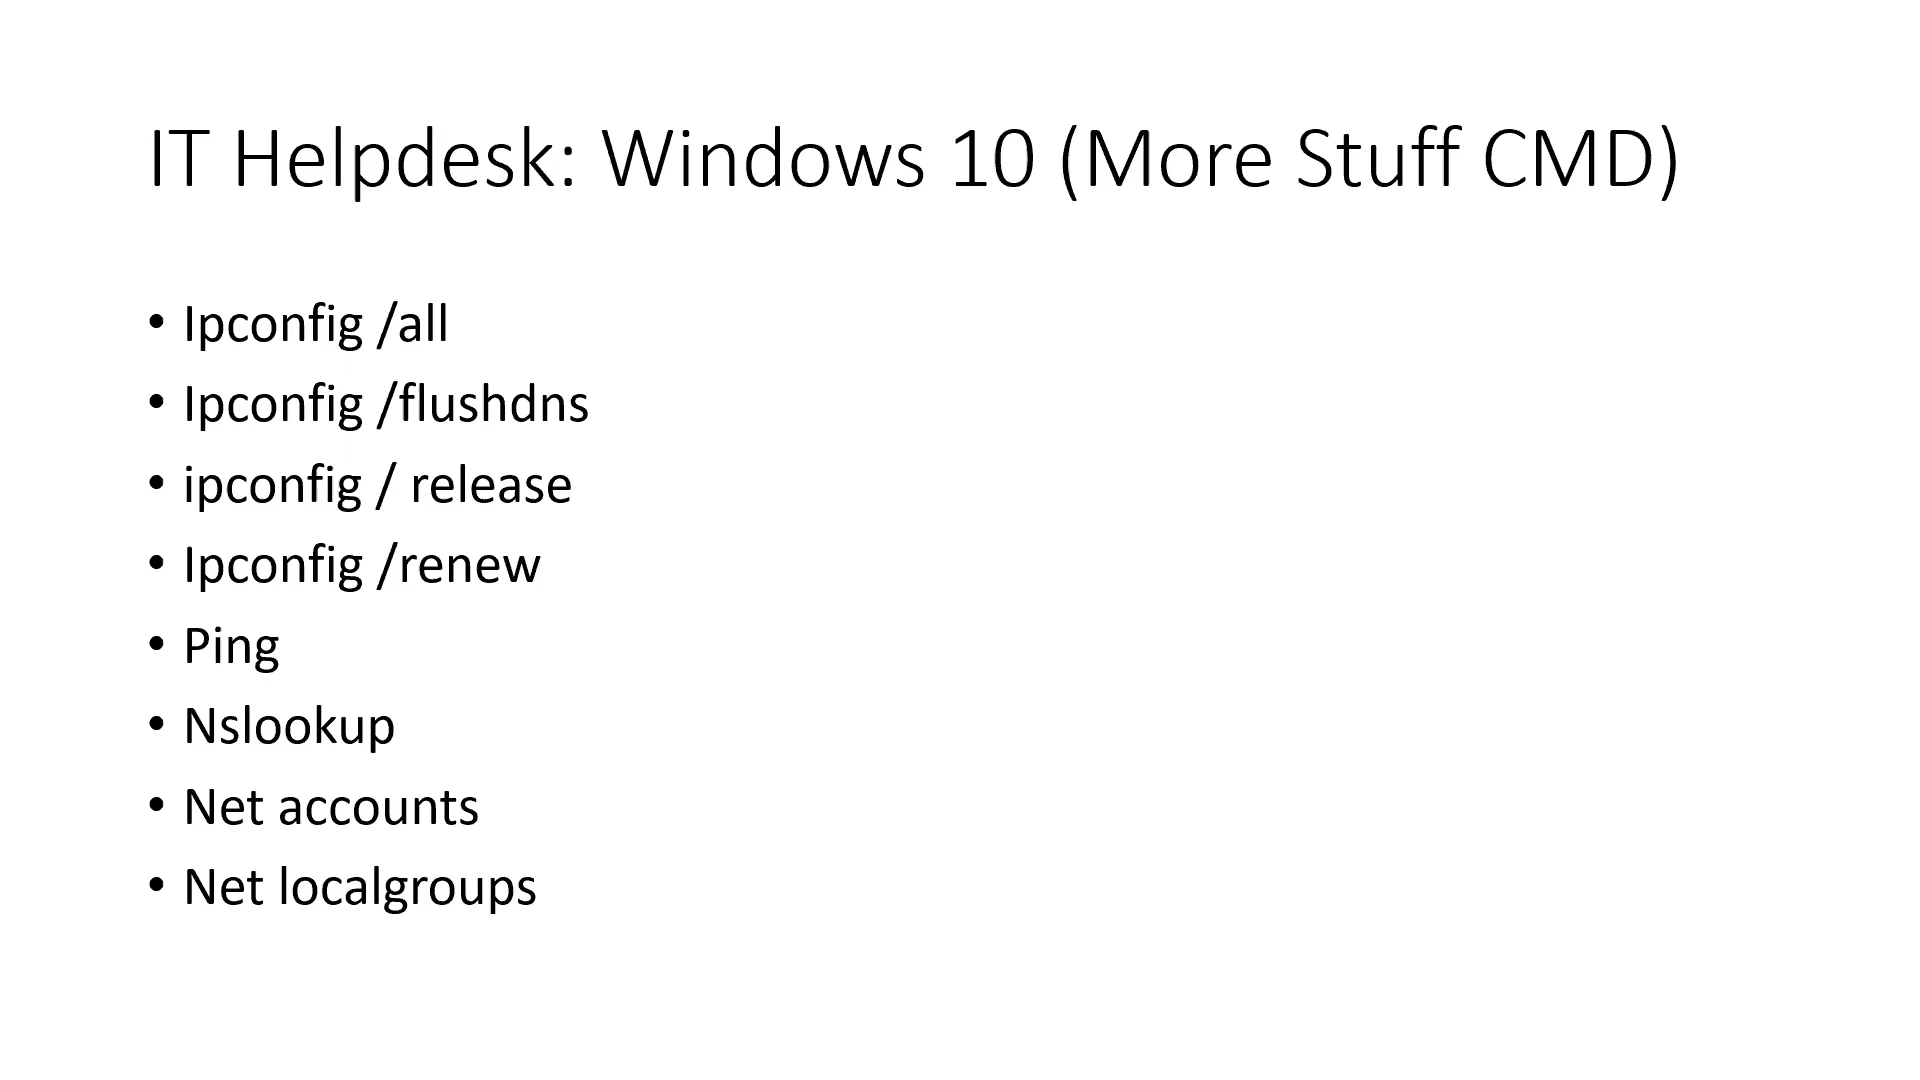 IT Helpdesk: Windows 10 (More Stuff CMD)
• Ipconfig /all
• Ipconfig /flushdns
• ipconfig / release
• Ipconfig /renew
• Ping
• Nslookup
• Net accounts
• Net localgroups